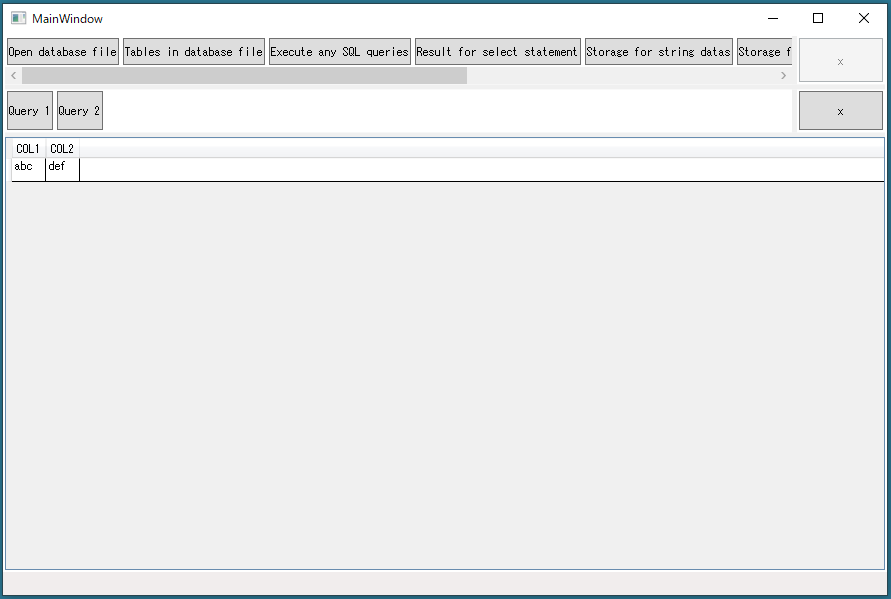 MainWindow
Open database file Tables in database file Execute any SQL queries Result for select statement Storage for string datas Storage f
x
Query 1 Query 2
x
COL1 COL2
abc def